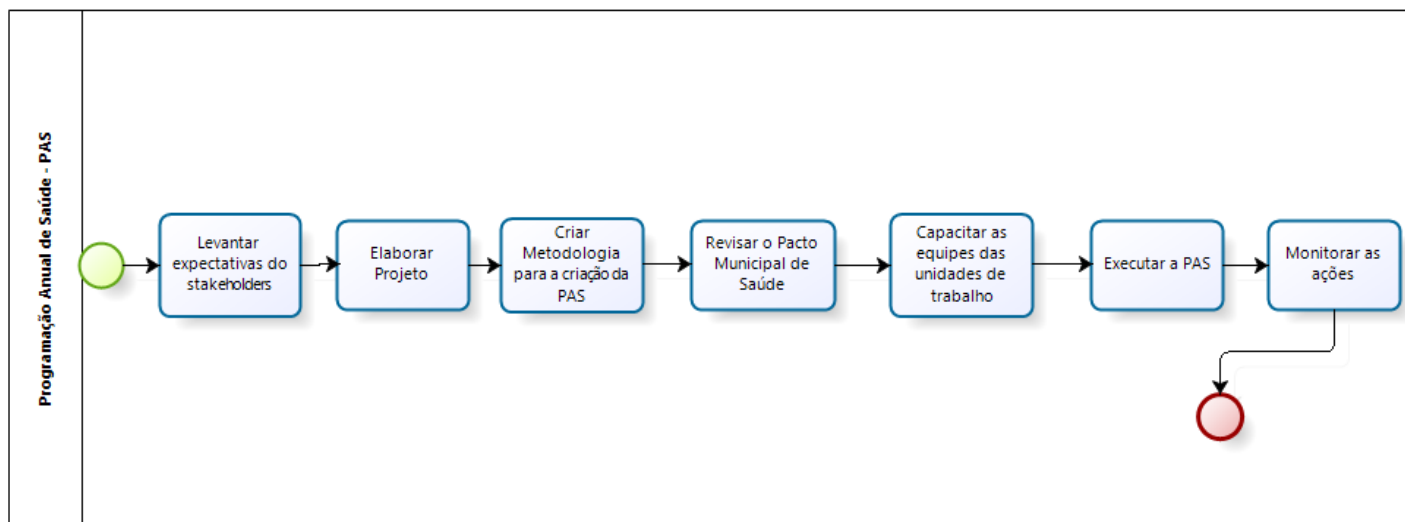 Programação Anual de Saúde - PAS
Levantar
expectativas do
stakeholders
Elaborar
Projeto
Criar
Metodologia
para a criação da
PAS
Revisar o Pacto
Municipal de
Saúde
Capacitar as
equipes das
unidades de
trabalho
Executar a PAS
Monitorar as
ações